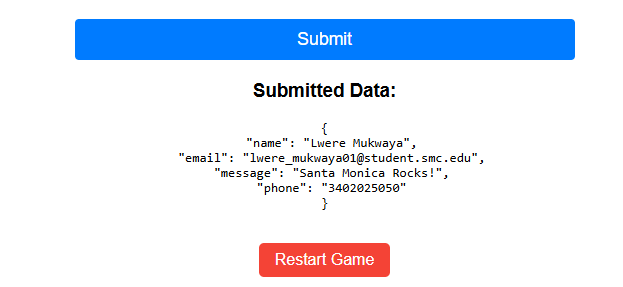 Submit
Submitted Data:
{
"name": "Lwere Mukwaya",
"email": "lwere_mukwaya01@student.smc.edu",
"message": "Santa Monica Rocks!",
"phone": "3402025050"
}
Restart Game